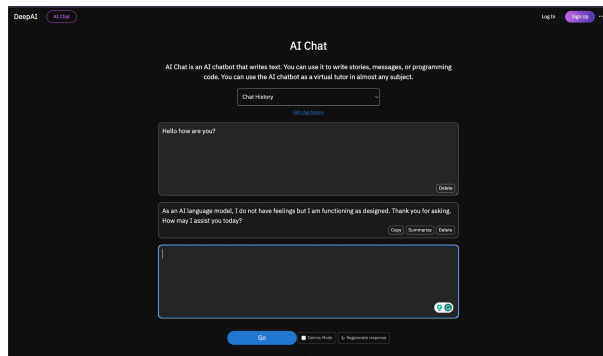 DeepAI
AI Chat
Log In
Sign Up
AI Chat
AI Chat is an AI chatbot that writes text. You can use it to write stories, messages, or programming
code. You can use the AI chatbot as a virtual tutor in almost any subject.
Chat History
Edit chat history
Hello how are you?
Delete
As an AI language model, I do not have feelings but I am functioning as designed. Thank you for asking.
How may I assist you today?
Copy Summarize Delete
Go
Genius Mode
Regenerate response